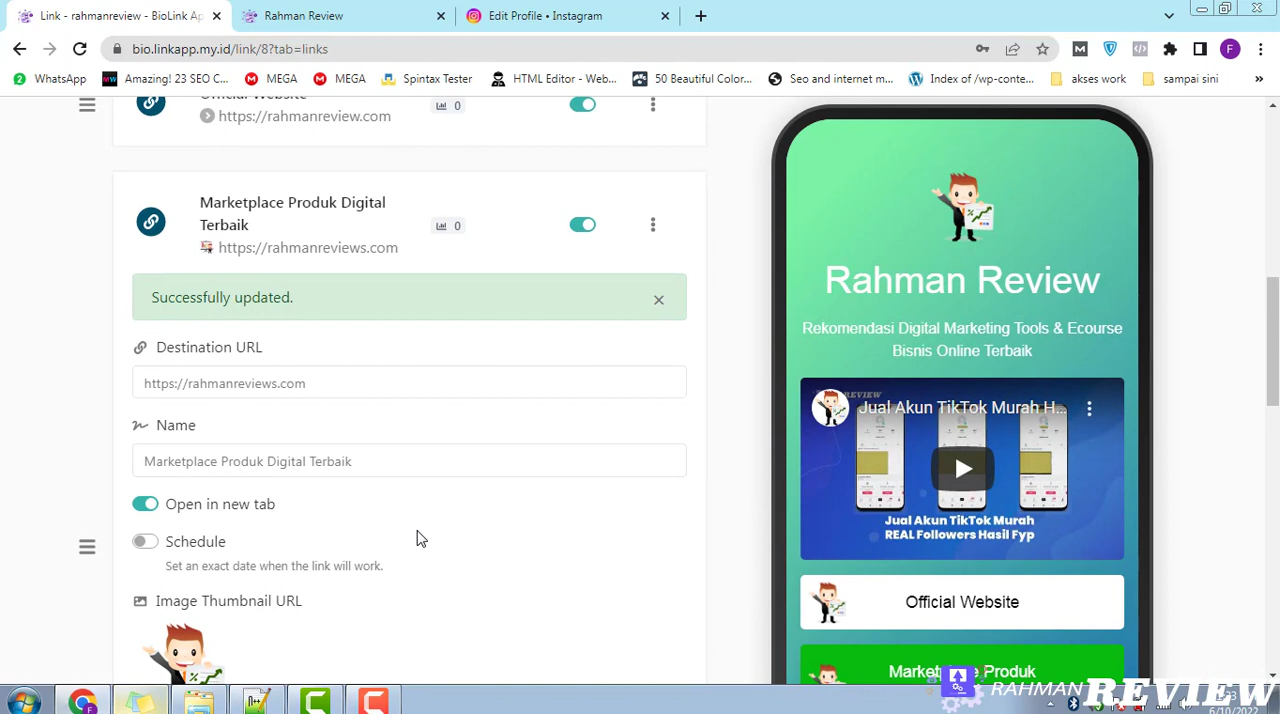 Link - rahmanreview - BioLink A
Rahman Review
Edit Profile • Instagram
bio.linkapp.my.id/link/8?tab=links
F
WhatsApp
Amazing! 23 SEO C...
MEGA
MEGA
Spintax Tester
HTML Editor - Web...
50 Beautiful Color...
Seo and internet m...
Index of /wp-conte...
akses work
sampai sini
»
Official Website
https://rahmanreview.com
0
Marketplace Produk Digital
Terbaik
https://rahmanreviews.com
0
Successfully updated.
Destination URL
https://rahmanreviews.com
Name
Marketplace Produk Digital Terbaik
Open in new tab
Schedule
Set an exact date when the link will work.
Image Thumbnail URL
Rahman Review
Rekomendasi Digital Marketing Tools & Ecourse
Bisnis Online Terbaik
Jual Akun TikTok Murah H...
Jual Akun TikTok Murah
REAL Followers Hasil Fyp
Official Website
Marketplace Produk
RAHMAN REVIEW
6/10/2022